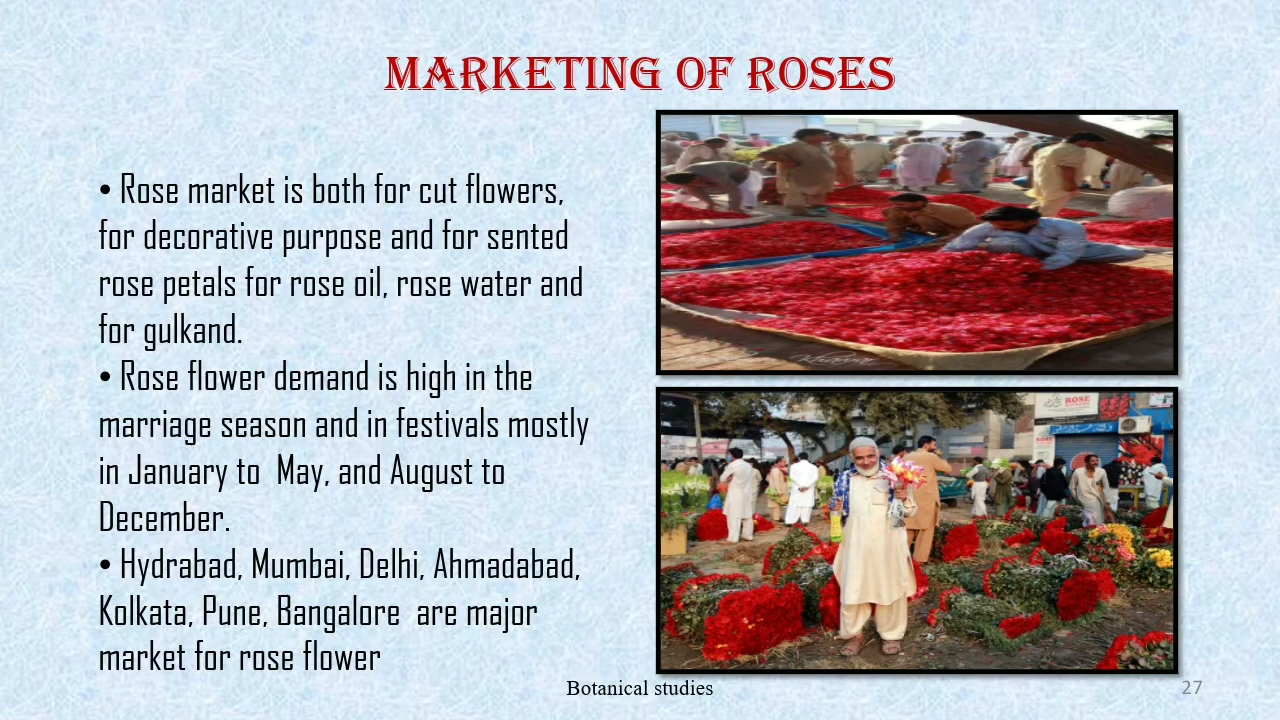 MARKETING OF ROSES
• Rose market is both for cut flowers,
for decorative purpose and for sented
rose petals for rose oil, rose water and
for gulkand.
• Rose flower demand is high in the
marriage season and in festivals mostly
in January to  May, and August to
December.
• Hydrabad, Mumbai, Delhi, Ahmadabad,
Kolkata, Pune, Bangalore  are major
market for rose flower
ROSE
ROSE
Botanical studies
27